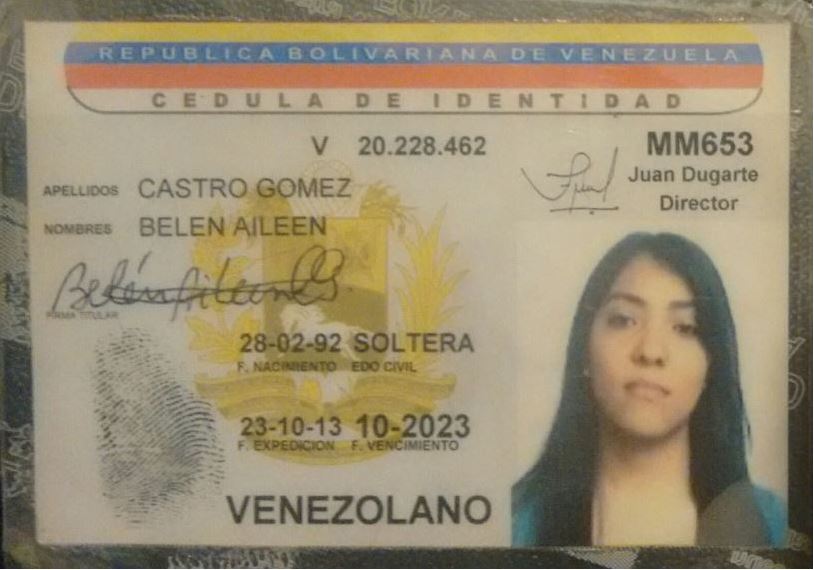 REPUBLICA BOLIVARIANA DE VENEZUELA
CEDULA DE IDENTIDAD
V 20.228.462
MM653
Juan Dugarte
Director
APELLIDOS CASTRO GOMEZ
NOMBRES BELEN AILEEN
Belén Aileen
FIRMA TITULAR
28-02-92 SOLTERA
F. NACIMIENTO EDO CIVIL
23-10-13 10-2023
F. EXPEDICION F. VENCIMIENTO
VENEZOLANO